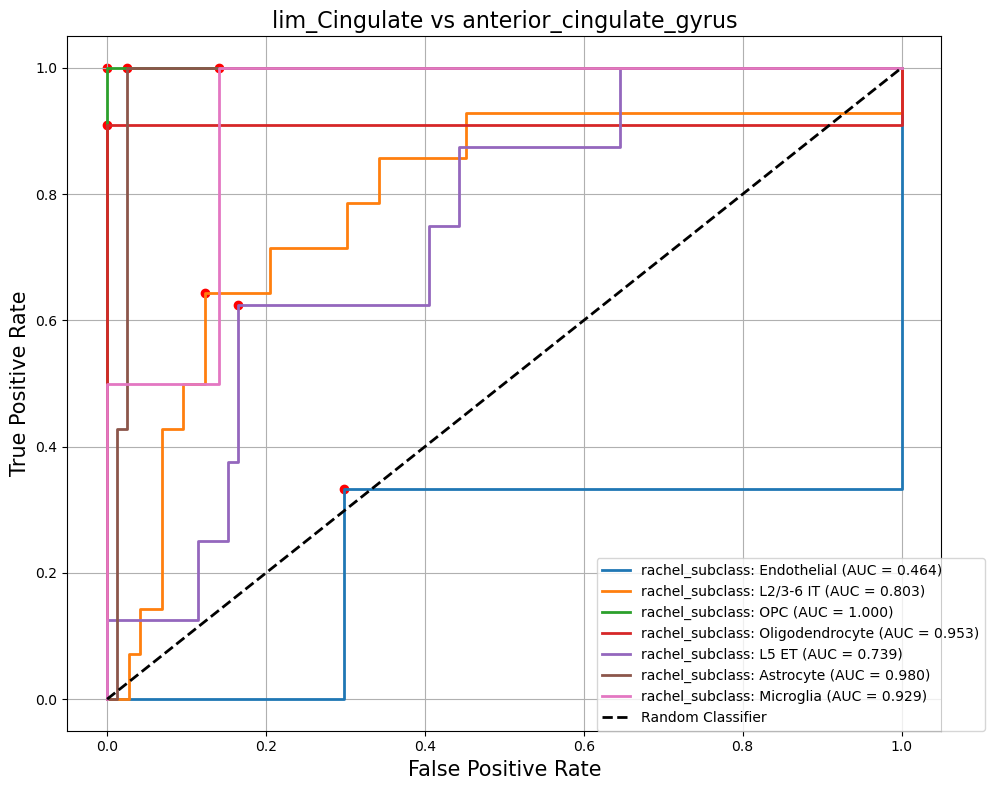 lim_Cingulate vs anterior_cingulate_gyrus
1.0
0.8
0.6
0.4
0.2
0.0
True Positive Rate
rachel_subclass: Endothelial (AUC = 0.464)
rachel_subclass: L2/3-6 IT (AUC = 0.803)
rachel_subclass: OPC (AUC = 1.000)
rachel_subclass: Oligodendrocyte (AUC = 0.953)
rachel_subclass: L5 ET (AUC = 0.739)
rachel_subclass: Astrocyte (AUC = 0.980)
rachel_subclass: Microglia (AUC = 0.929)
Random Classifier
0.0 0.2 0.4 0.6 0.8 1.0
False Positive Rate